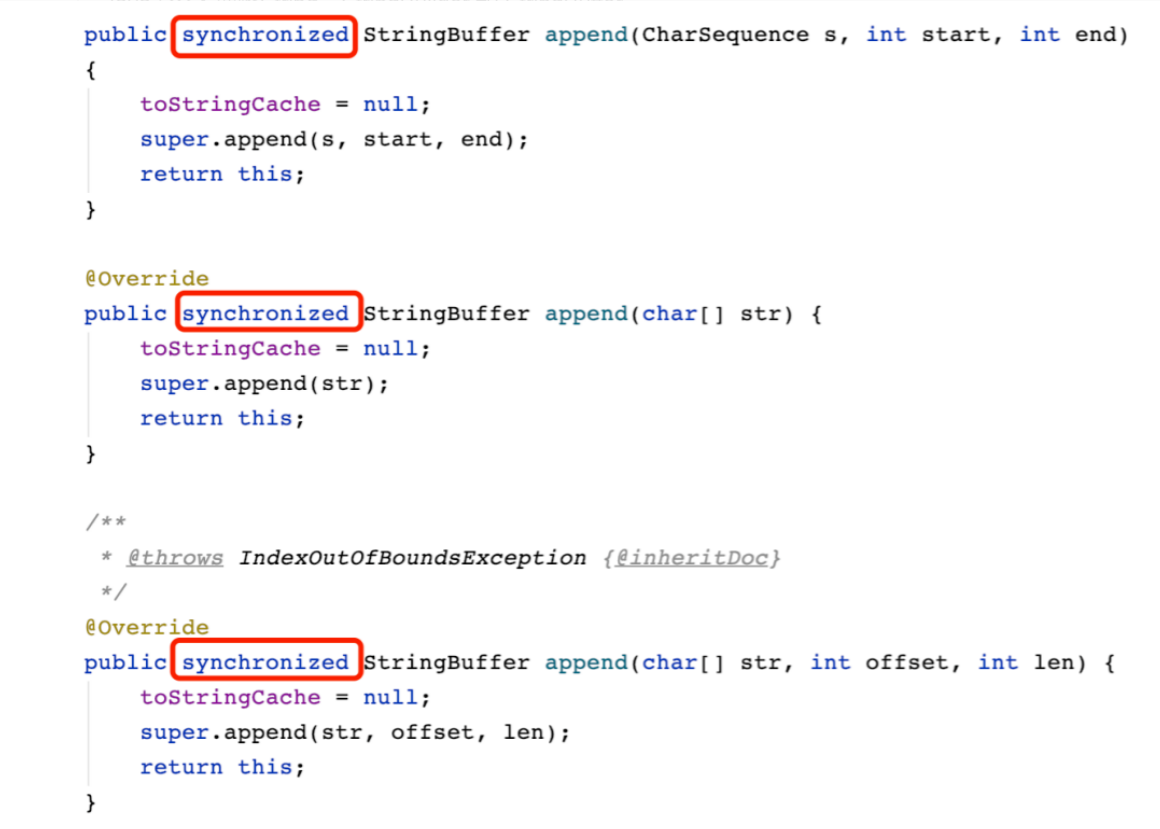 public synchronized StringBuffer append(CharSequence s, int start, int end)
{
toStringCache = null;
super.append(s, start, end);
return this;
}
@Override
public synchronized StringBuffer append(char[] str) {
toStringCache = null;
super.append(str);
return this;
}
/**
* @throws IndexOutOfBoundsException {@inheritDoc}
*/
@Override
public synchronized StringBuffer append(char[] str, int offset, int len) {
toStringCache = null;
super.append(str, offset, len);
return this;
}